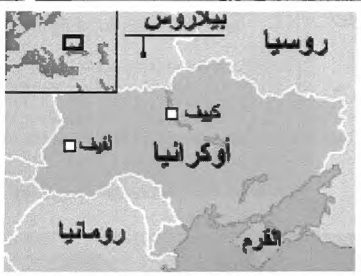 بيلاروس
روسيا
كييف
لفيف
أوكرانيا
رومانيا
القرم